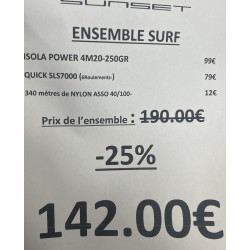 SUNSET
ENSEMBLE SURF
ISOLA POWER 4M20-250GR 99€
QUICK SLS7000 (6Roulements) 79€
340 mètres de NYLON ASSO 40/100- 12€
Prix de l'ensemble : 190.00€
-25%
142.00€